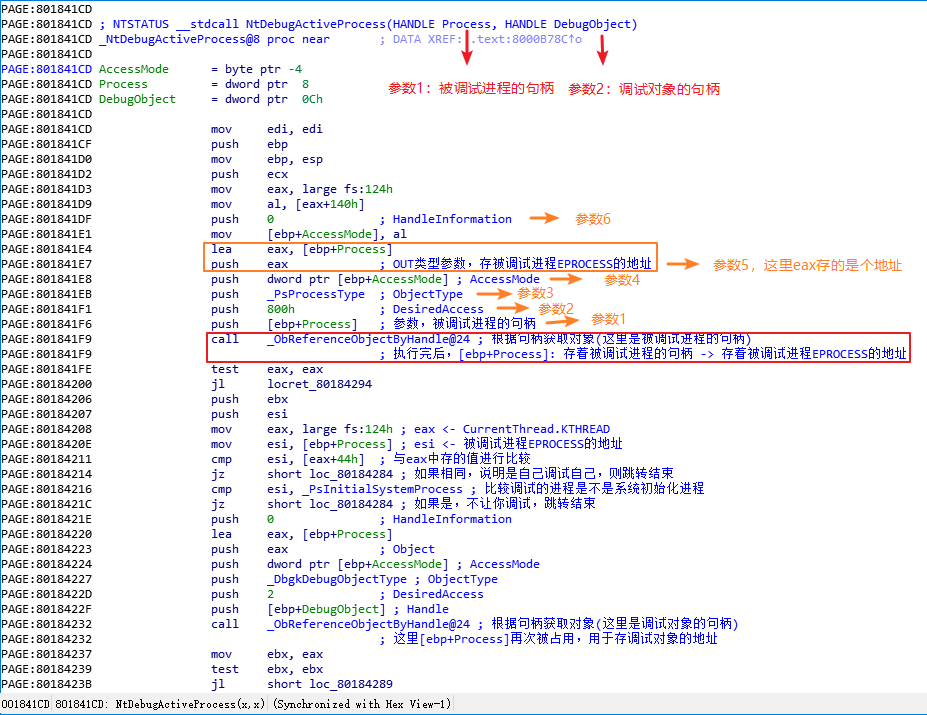 PAGE:801841CD
PAGE:801841CD ; NTSTATUS __stdcall NtDebugActiveProcess(HANDLE Process, HANDLE DebugObject)
PAGE:801841CD _NtDebugActiveProcess@8 proc near ; DATA XREF: .text:8000B78C↑o
PAGE:801841CD
PAGE:801841CD AccessMode = byte ptr -4
PAGE:801841CD Process = dword ptr 8
参数1：被调试进程的句柄 参数2：调试对象的句柄
PAGE:801841CD DebugObject = dword ptr 0Ch
PAGE:801841CD
PAGE:801841CD mov edi, edi
PAGE:801841CF push ebp
PAGE:801841D0 mov ebp, esp
PAGE:801841D2 push ecx
PAGE:801841D3 mov eax, large fs:124h
PAGE:801841D9 mov al, [eax+140h]
PAGE:801841DF push 0 ; HandleInformation 参数6
PAGE:801841E1 mov [ebp+AccessMode], al
PAGE:801841E4 lea eax, [ebp+Process]
PAGE:801841E7 push eax ; OUT类型参数，存被调试进程EPROCESS的地址 参数5，这里eax存的是个地址
PAGE:801841E8 push dword ptr [ebp+AccessMode] ; AccessMode 参数4
PAGE:801841EB push _PsProcessType ; ObjectType 参数3
PAGE:801841F1 push 800h ; DesiredAccess 参数2
PAGE:801841F6 push [ebp+Process] ; 参数，被调试进程的句柄 参数1
PAGE:801841F9 call _ObReferenceObjectByHandle@24 ; 根据句柄获取对象(这里是被调试进程的句柄)
PAGE:801841F9 ; 执行完后，[ebp+Process]: 存着被调试进程的句柄 -> 存着被调试进程EPROCESS的地址
PAGE:801841FE test eax, eax
PAGE:80184200 jl locret_80184294
PAGE:80184206 push ebx
PAGE:80184207 push esi
PAGE:80184208 mov eax, large fs:124h ; eax <- CurrentThread.KTHREAD
PAGE:8018420E mov esi, [ebp+Process] ; esi <- 被调试进程EPROCESS的地址
PAGE:80184211 cmp esi, [eax+44h] ; 与eax中存的值进行比较
PAGE:80184214 jz short loc_80184284 ; 如果相同，说明是自己调试自己，则跳转结束
PAGE:80184216 cmp esi, _PsInitialSystemProcess ; 比较调试的进程是不是系统初始化进程
PAGE:8018421C jz short loc_80184284 ; 如果是，不让你调试，跳转结束
PAGE:8018421E push 0 ; HandleInformation
PAGE:80184220 lea eax, [ebp+Process]
PAGE:80184223 push eax ; Object
PAGE:80184224 push dword ptr [ebp+AccessMode] ; AccessMode
PAGE:80184227 push _DbgkDebugObjectType ; ObjectType
PAGE:8018422D push 2 ; DesiredAccess
PAGE:8018422F push [ebp+DebugObject] ; Handle
PAGE:80184232 call _ObReferenceObjectByHandle@24 ; 根据句柄获取对象(这里是调试对象的句柄)
PAGE:80184232 ; 这里[ebp+Process]再次被占用，用于存调试对象的地址
PAGE:80184237 mov ebx, eax
PAGE:80184239 test ebx, ebx
PAGE:8018423B jl short loc_80184289
001841CD 801841CD: NtDebugActiveProcess(x,x) (Synchronized with Hex View-1)